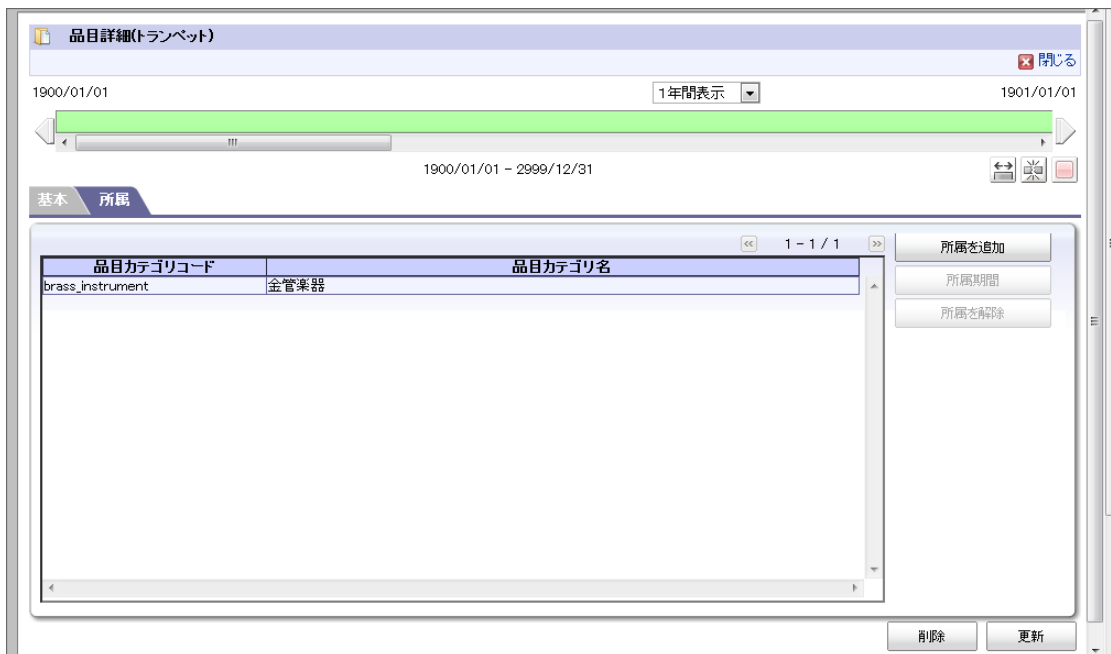 品目詳細(トランペット)
閉じる
1900/01/01
1年間表示
1901/01/01
1900/01/01 - 2999/12/31
基本
所属
1 - 1 / 1
所属を追加
品目カテゴリコード
品目カテゴリ名
brass_instrument
金管楽器
所属期間
所属を解除
削除
更新